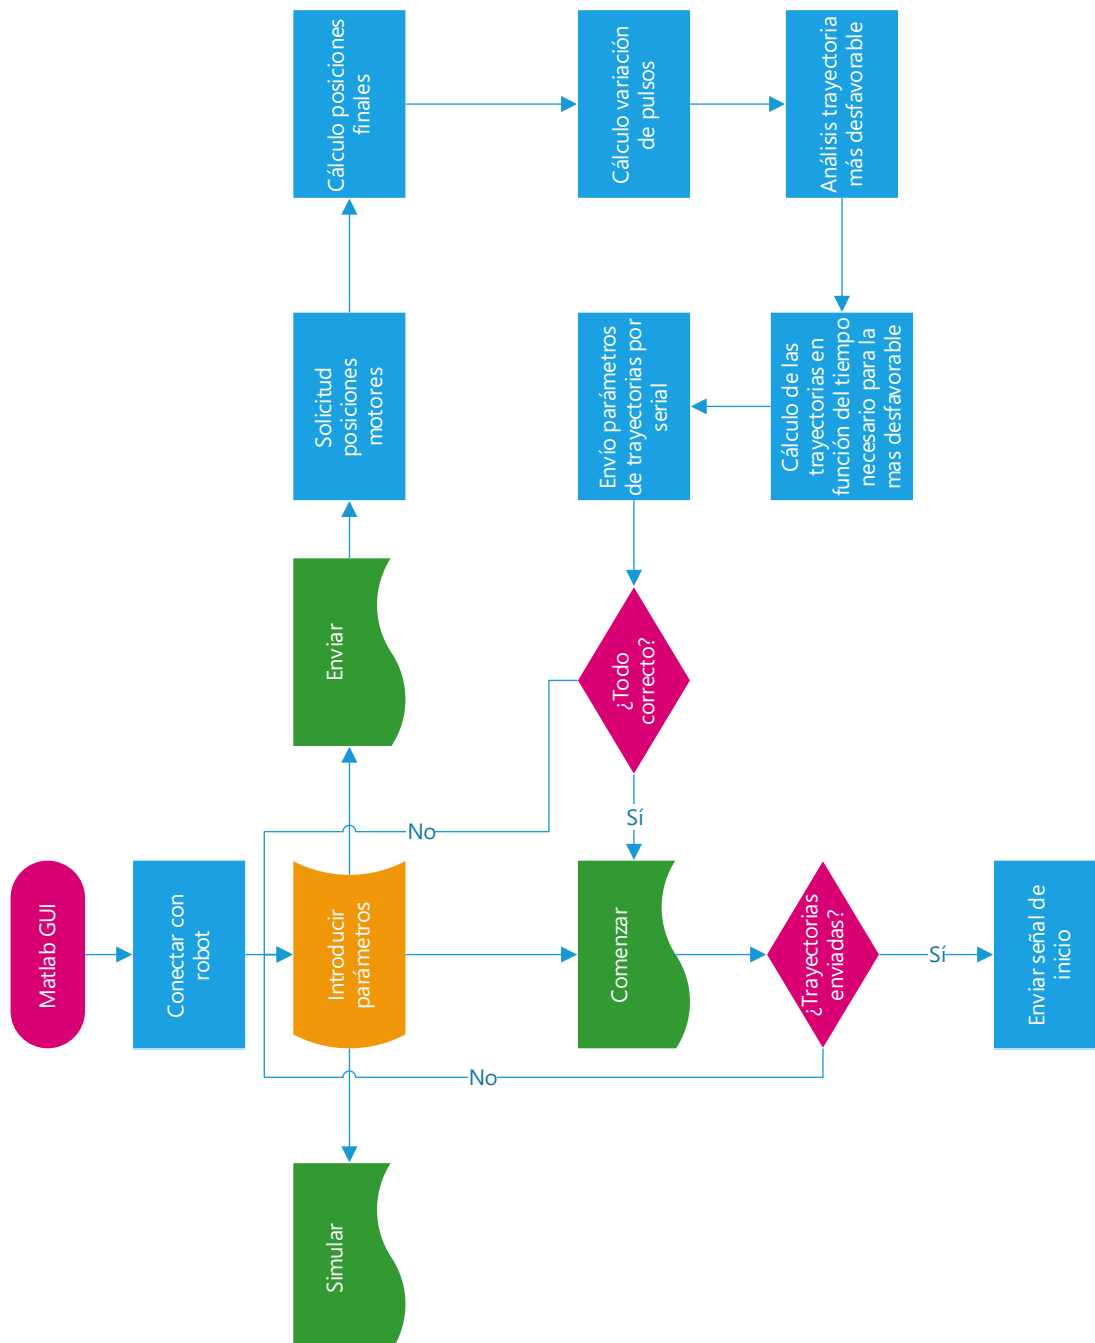 Matlab GUI
Conectar con
robot
Introducir
parámetros
Simular
Enviar
Solicitud
posiciones
motores
Cálculo posiciones
finales
Cálculo variación
de pulsos
Análisis trayectoria
más desfavorable
Cálculo de las
trayectorias en
función del tiempo
necesario para la
mas desfavorable
Envío parámetros
de trayectorias por
serial
¿Todo
correcto?
No
Sí
Comenzar
¿Trayectorias
enviadas?
No
Sí
Enviar señal de
inicio